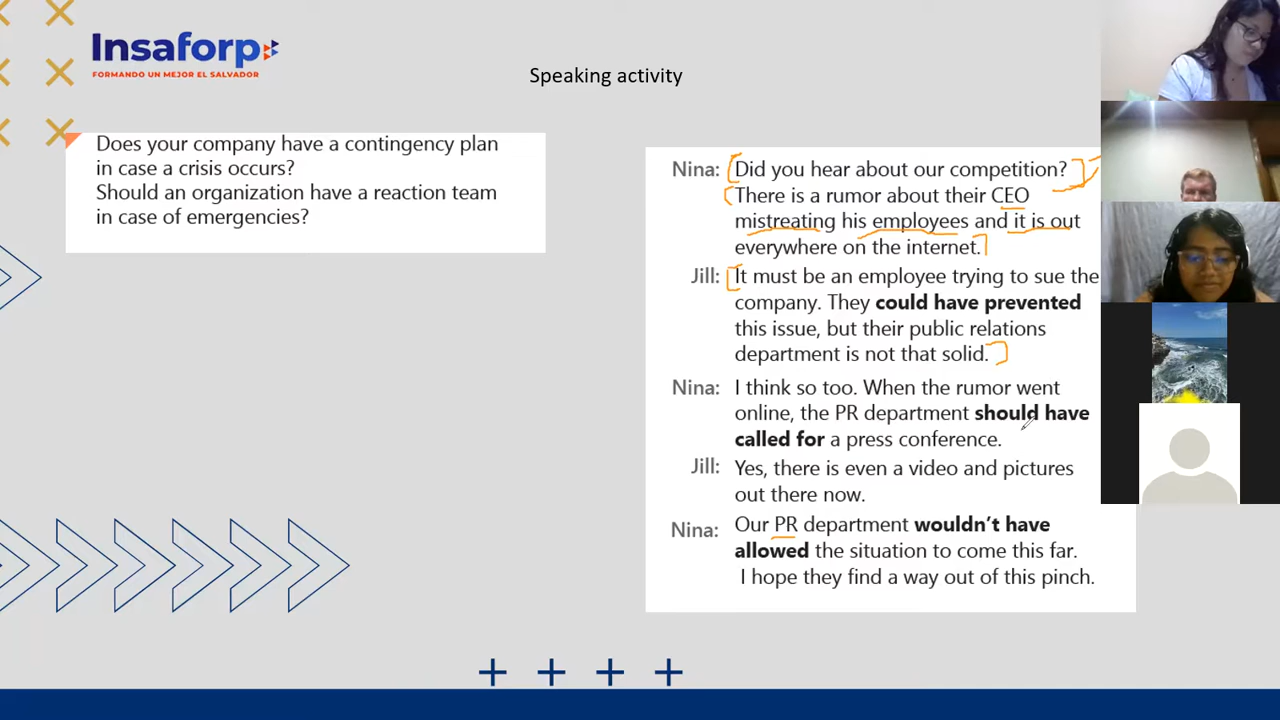 Insaforp
FORMANDO UN MEJOR EL SALVADOR
Speaking activity
Does your company have a contingency plan
in case a crisis occurs?
Should an organization have a reaction team
in case of emergencies?
Nina: Did you hear about our competition?
There is a rumor about their CEO
mistreating his employees and it is out
everywhere on the internet.
Jill: It must be an employee trying to sue the
company. They could have prevented
this issue, but their public relations
department is not that solid.
Nina: I think so too. When the rumor went
online, the PR department should have
called for a press conference.
Jill: Yes, there is even a video and pictures
out there now.
Nina: Our PR department wouldn't have
allowed the situation to come this far.
I hope they find a way out of this pinch.